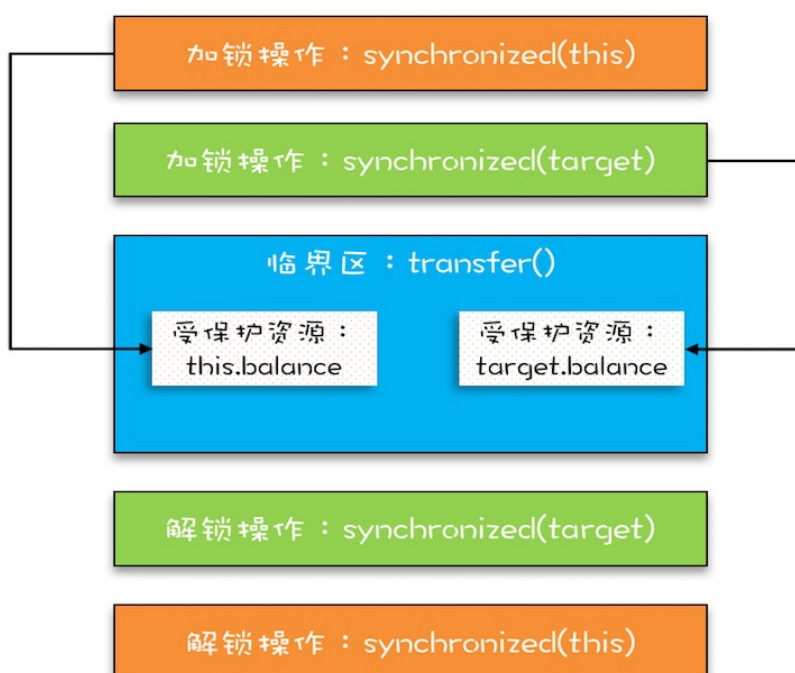 加锁操作：synchronized(this)
加锁操作：synchronized(target)
临界区：transfer()
受保护资源：
this.balance
受保护资源：
target.balance
解锁操作：synchronized(target)
解锁操作：synchronized(this)